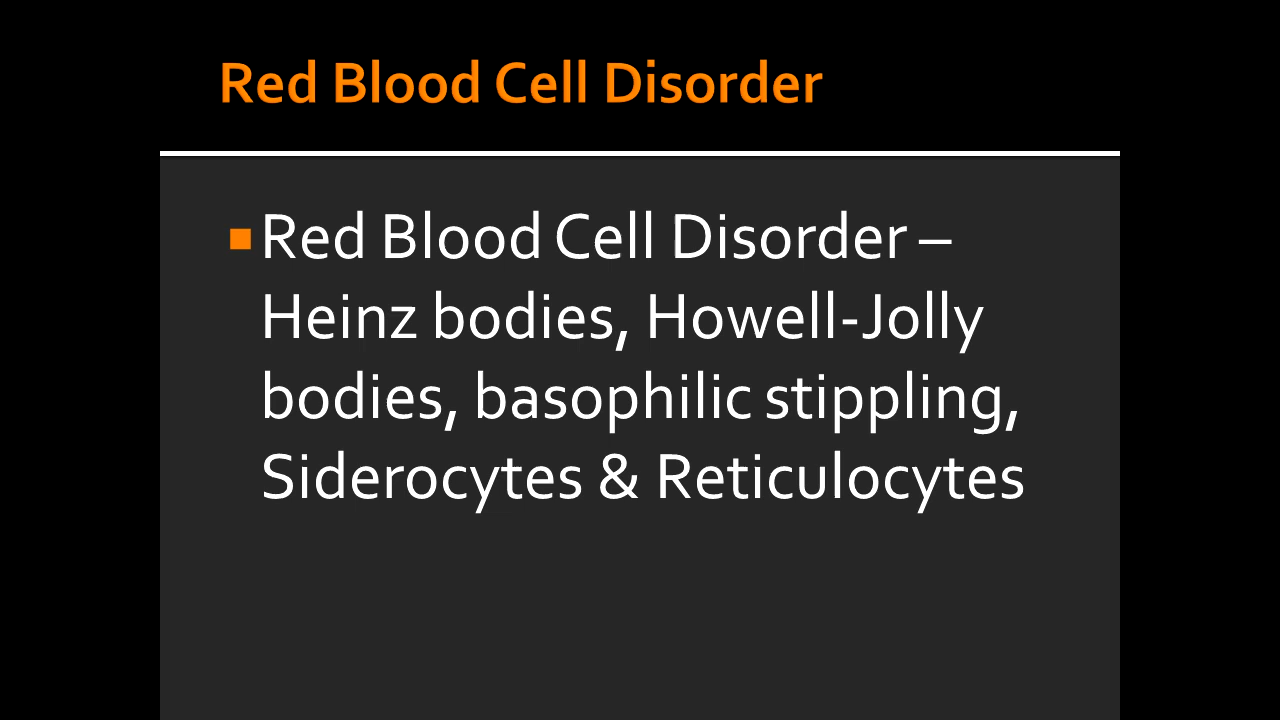 Red Blood Cell Disorder
Red Blood Cell Disorder –
Heinz bodies, Howell-Jolly
bodies, basophilic stippling,
Siderocytes & Reticulocytes